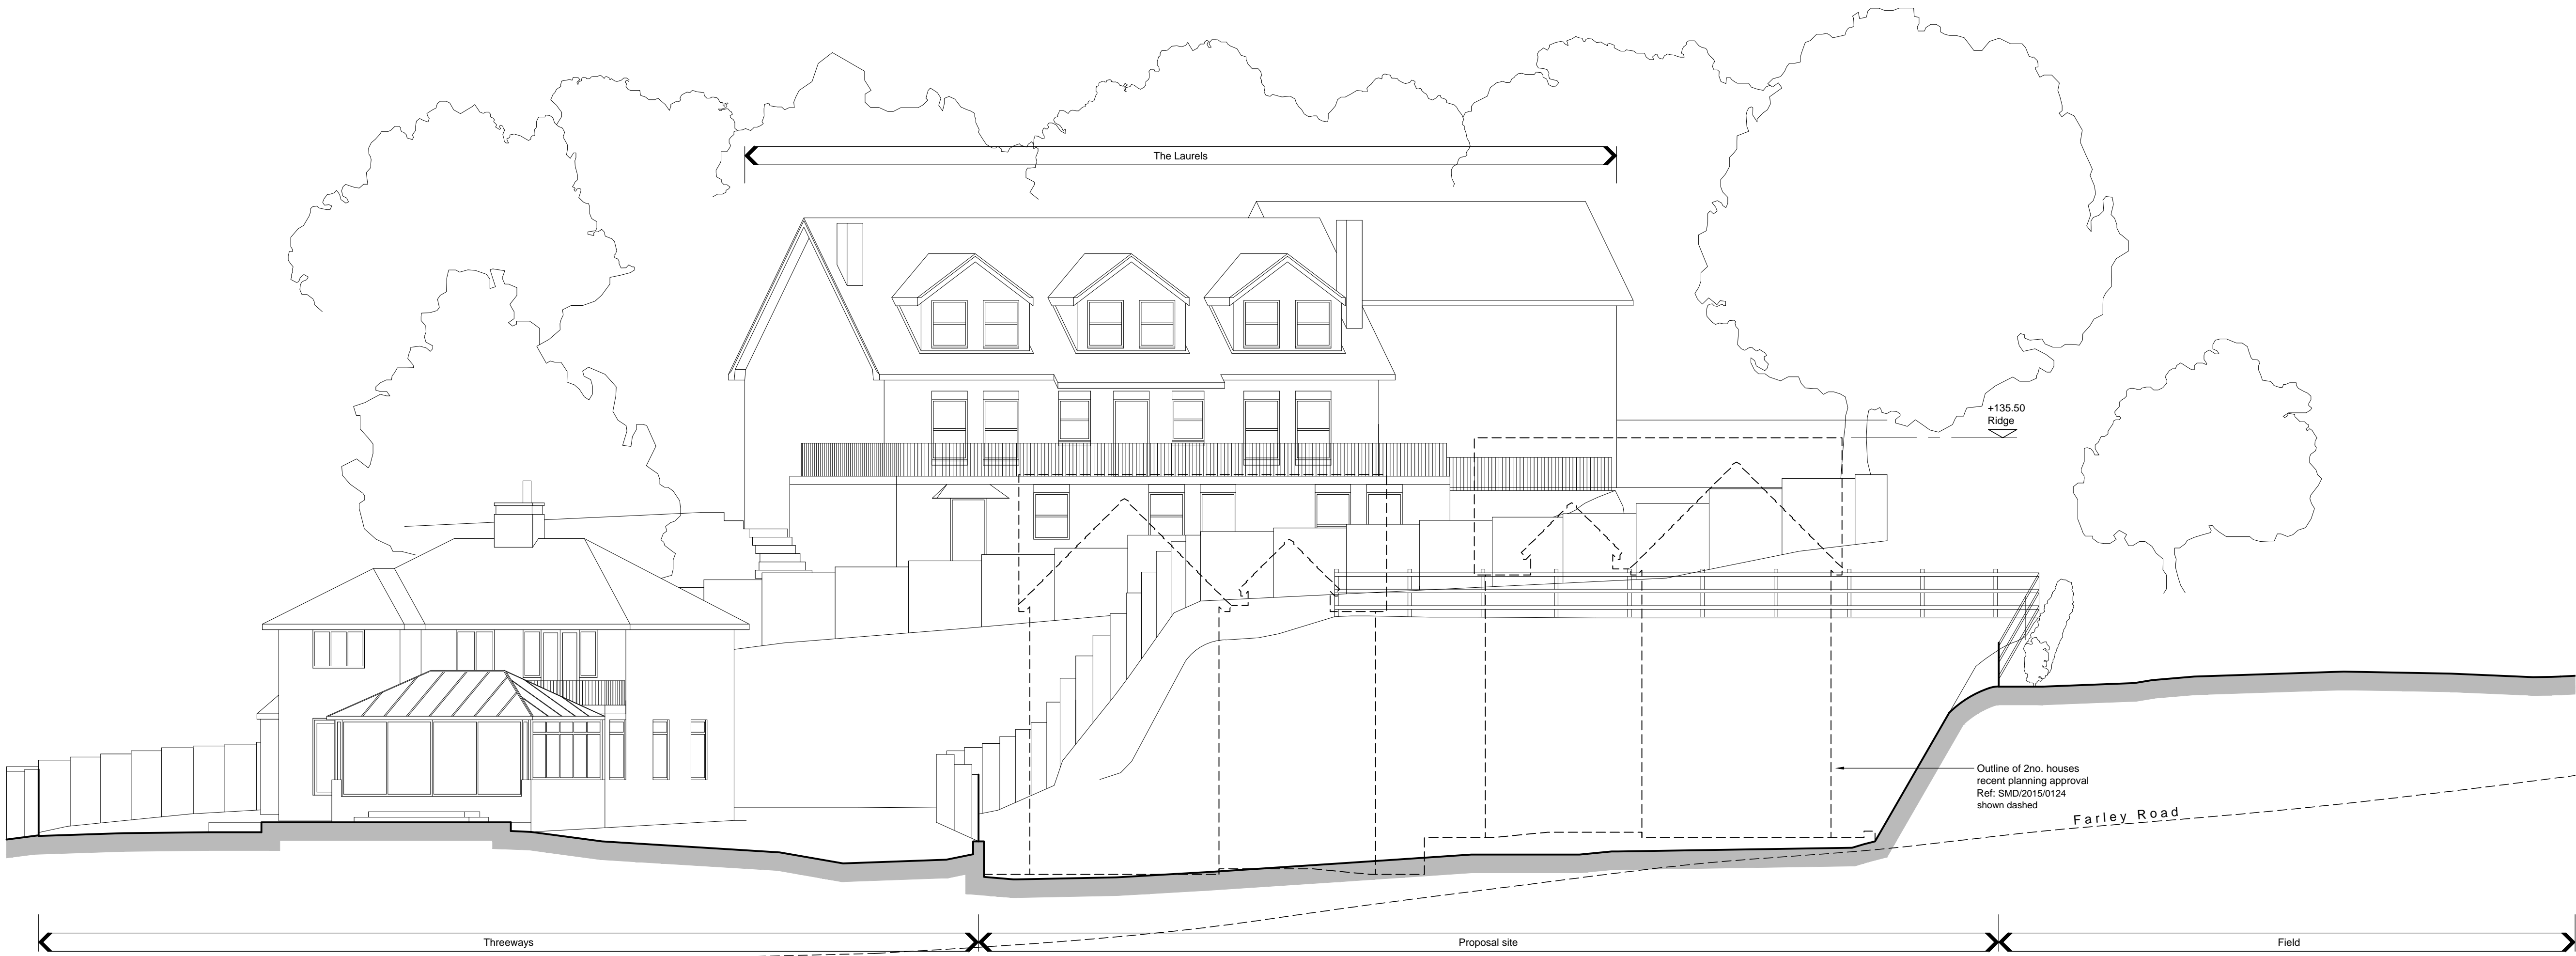 The Laurels
+135.50
Ridge
Outline of 2no. houses
recent planning approval
Ref: SMD/2015/0124
shown dashed
Farley Road
Threeways
Proposal site
Field